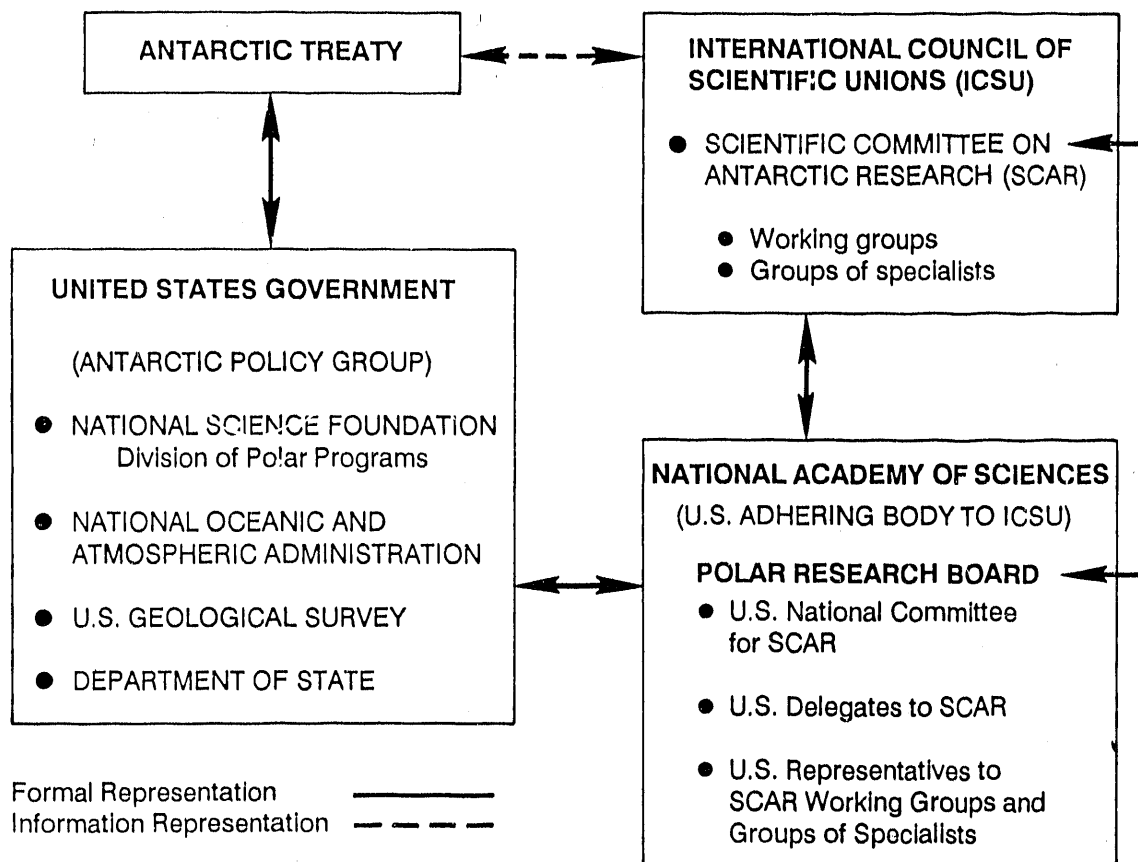 ANTARCTIC TREATY
INTERNATIONAL COUNCIL OF
SCIENTIFIC UNIONS (ICSU)
● SCIENTIFIC COMMITTEE ON
ANTARCTIC RESEARCH (SCAR)
● Working groups
● Groups of specialists
UNITED STATES GOVERNMENT
(ANTARCTIC POLICY GROUP)
● NATIONAL SCIENCE FOUNDATION
Division of Polar Programs
● NATIONAL OCEANIC AND
ATMOSPHERIC ADMINISTRATION
● U.S. GEOLOGICAL SURVEY
● DEPARTMENT OF STATE
NATIONAL ACADEMY OF SCIENCES
(U.S. ADHERING BODY TO ICSU)
POLAR RESEARCH BOARD
● U.S. National Committee
for SCAR
● U.S. Delegates to SCAR
● U.S. Representatives to
SCAR Working Groups and
Groups of Specialists
Formal Representation
Information Representation